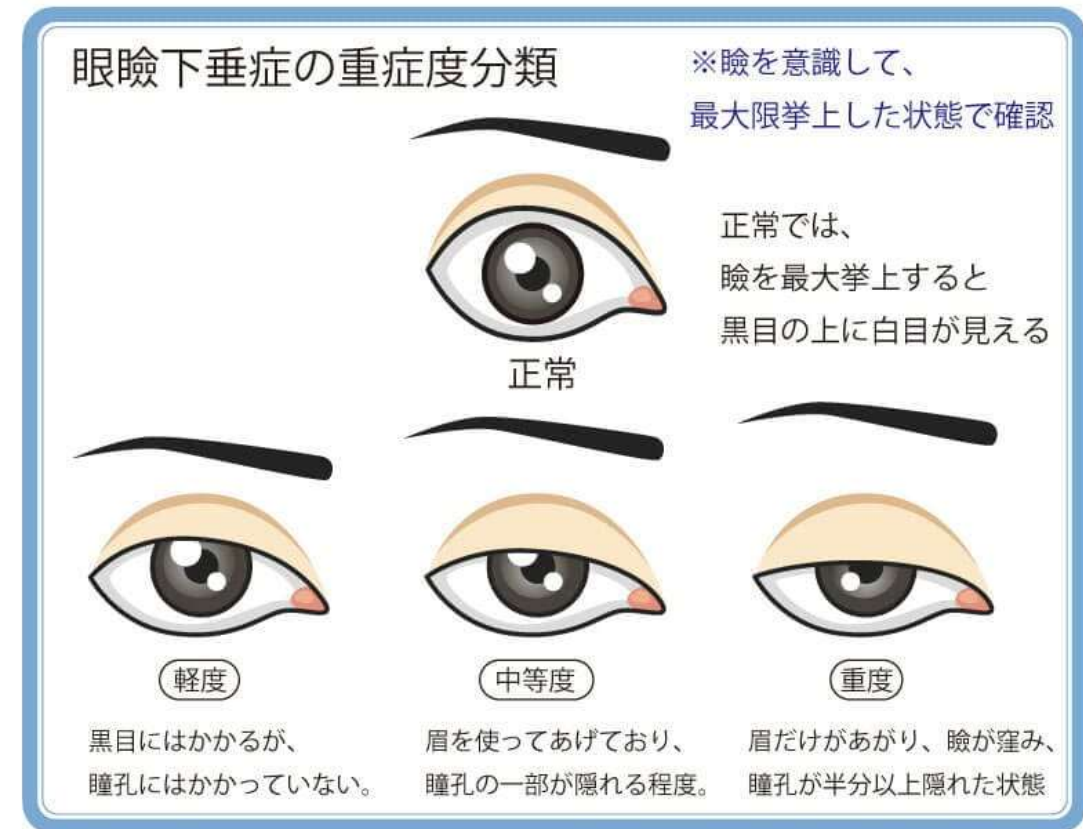 眼瞼下垂症の重症度分類
※瞼を意識して、
最大限挙上した状態で確認
正常では、
瞼を最大挙上すると
黒目の上に白目が見える
正常
軽度
黒目にはかかるが、
瞳孔にはかかっていない。
中等度
眉を使ってあげており、
瞳孔の一部が隠れる程度。
重度
眉だけがあがり、瞼が窪み、
瞳孔が半分以上隠れた状態